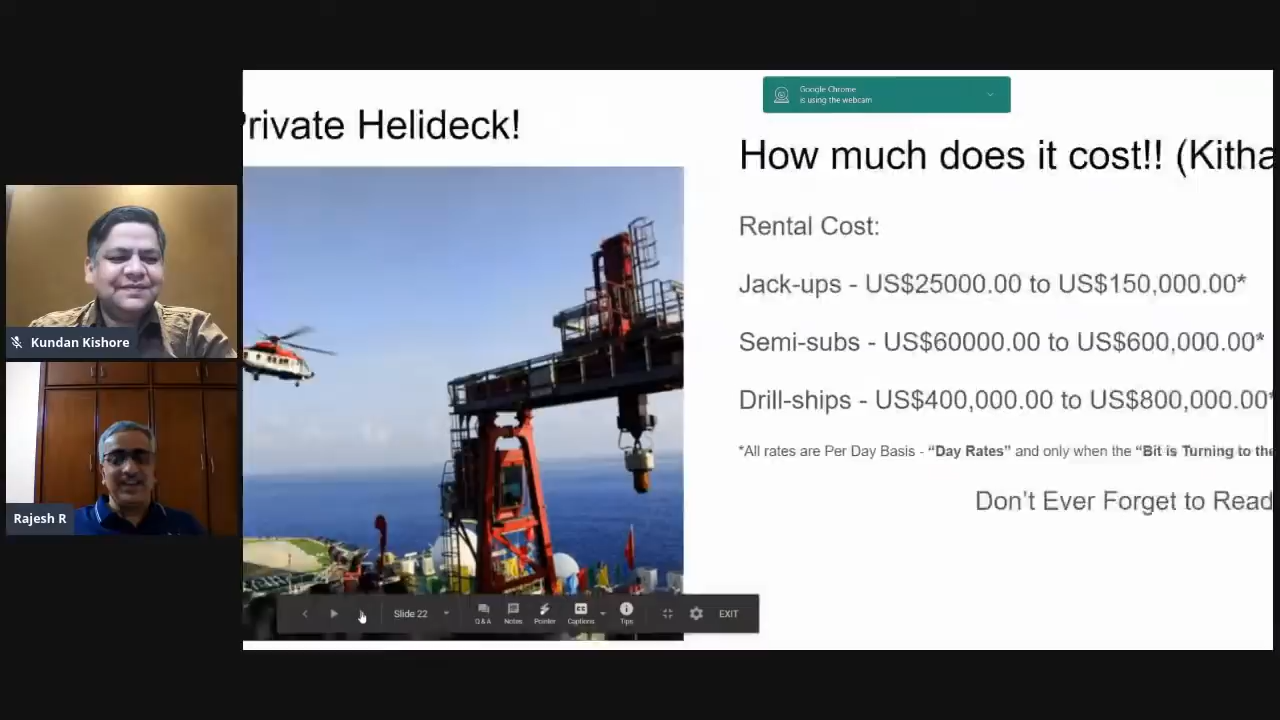 Google Chrome
is using the webcam
rivate Helideck!
How much does it cost!! (Kitha
Rental Cost:
Jack-ups - US$25000.00 to US$150,000.00*
Semi-subs - US$60000.00 to US$600,000.00*
Drill-ships - US$400,000.00 to US$800,000.00*
*All rates are Per Day Basis - “Day Rates” and only when the “Bit is Turning to the
Don’t Ever Forget to Read
Kundan Kishore
Rajesh R
Slide 22
Q & A
Notes
Pointer
CC
Captions
Tips
EXIT